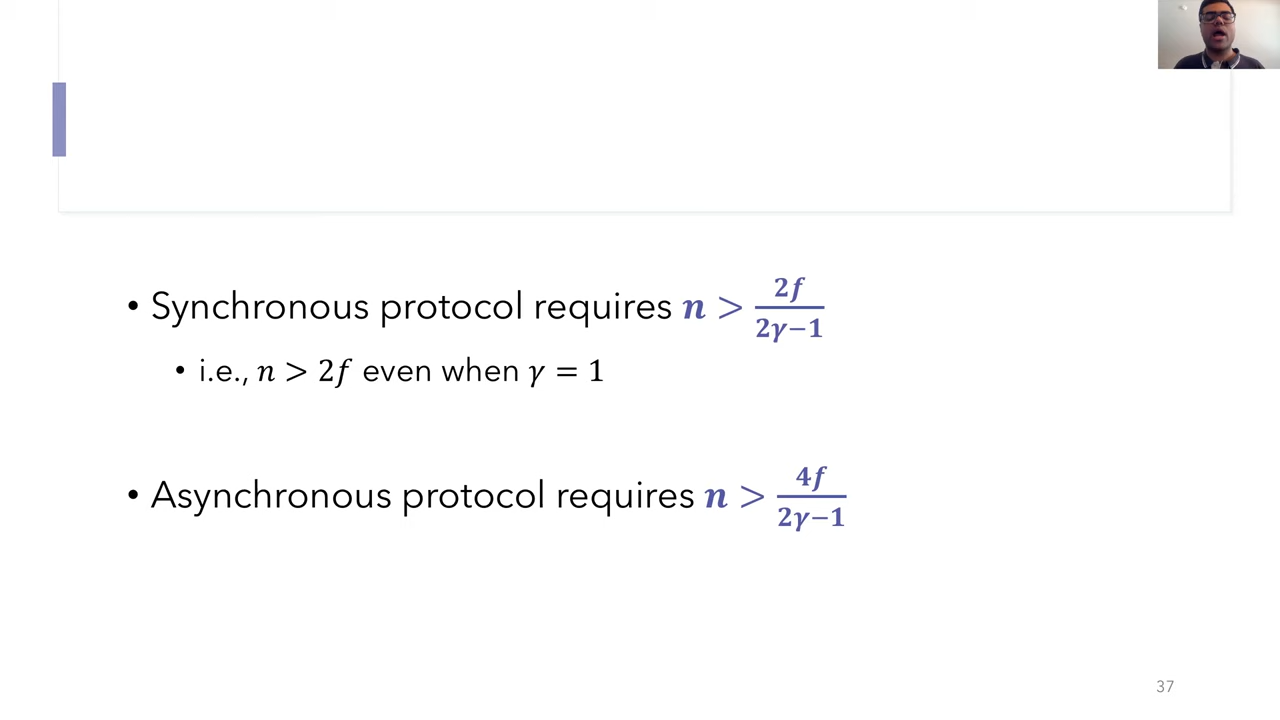 • Synchronous protocol requires n > 2f/(2γ−1)
• i.e., n > 2f even when γ = 1
• Asynchronous protocol requires n > 4f/(2γ−1)
37